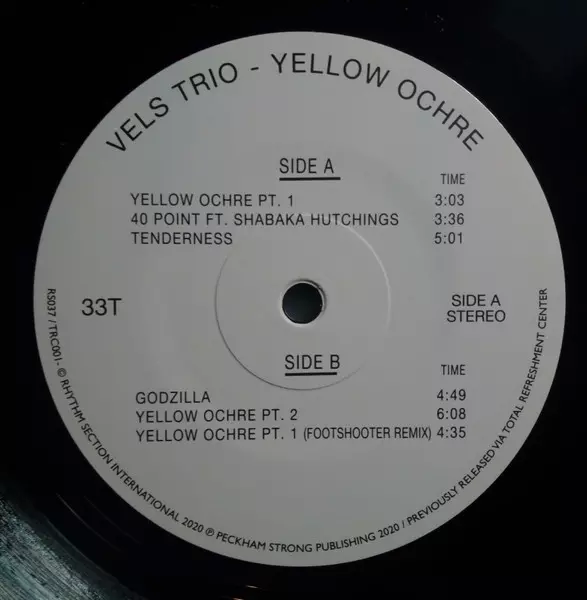 VELS TRIO - YELLOW OCHRE
SIDE A
TIME
YELLOW OCHRE PT. 1 3:03
40 POINT FT. SHABAKA HUTCHINGS 3:36
TENDERNESS 5:01
33T
SIDE A
STEREO
SIDE B
TIME
GODZILLA 4:49
YELLOW OCHRE PT. 2 6:08
YELLOW OCHRE PT. 1 (FOOTSHOOTER REMIX) 4:35
RS037 / TRC001- © RHYTHM SECTION INTERNATIONAL 2020 ℗ PECKHAM STRONG PUBLISHING 2020 / PREVIOUSLY RELEASED VIA TOTAL REFRESHMENT CENTER